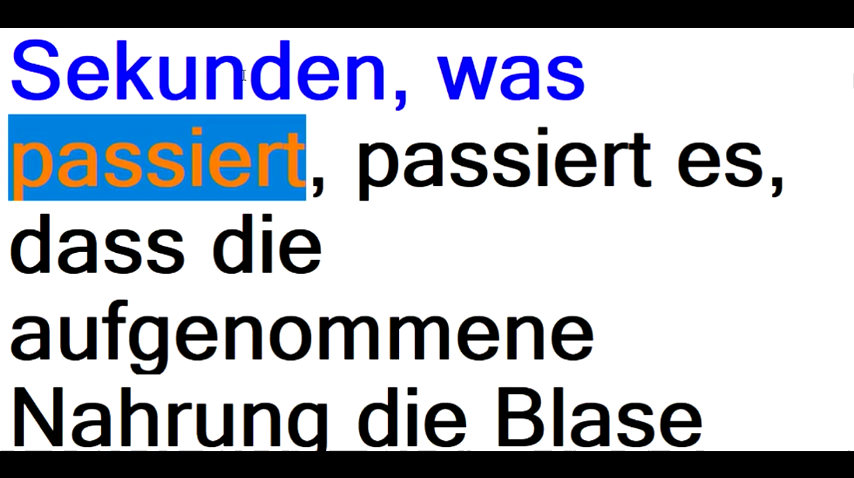 Sekunden, was
passiert, passiert es,
dass die
aufgenommene
Nahrung die Blase